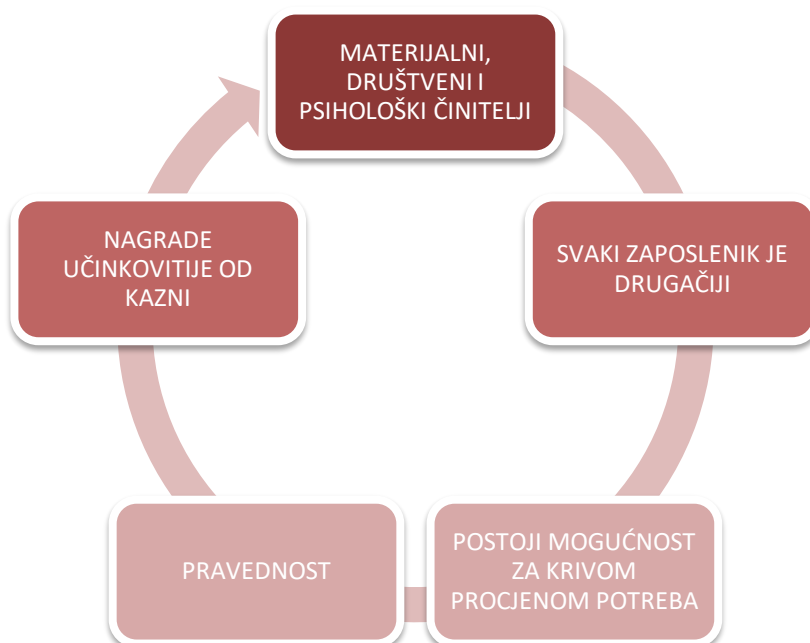 MATERIJALNI,
DRUŠTVENI I
PSIHOLOŠKI ČINITELJI
SVAKI ZAPOSLENIK JE
DRUGAČIJI
POSTOJI MOGUĆNOST
ZA KRIVOM
PROCJENOM POTREBA
PRAVEDNOST
NAGRADE
UČINKOVITIJE OD
KAZNI